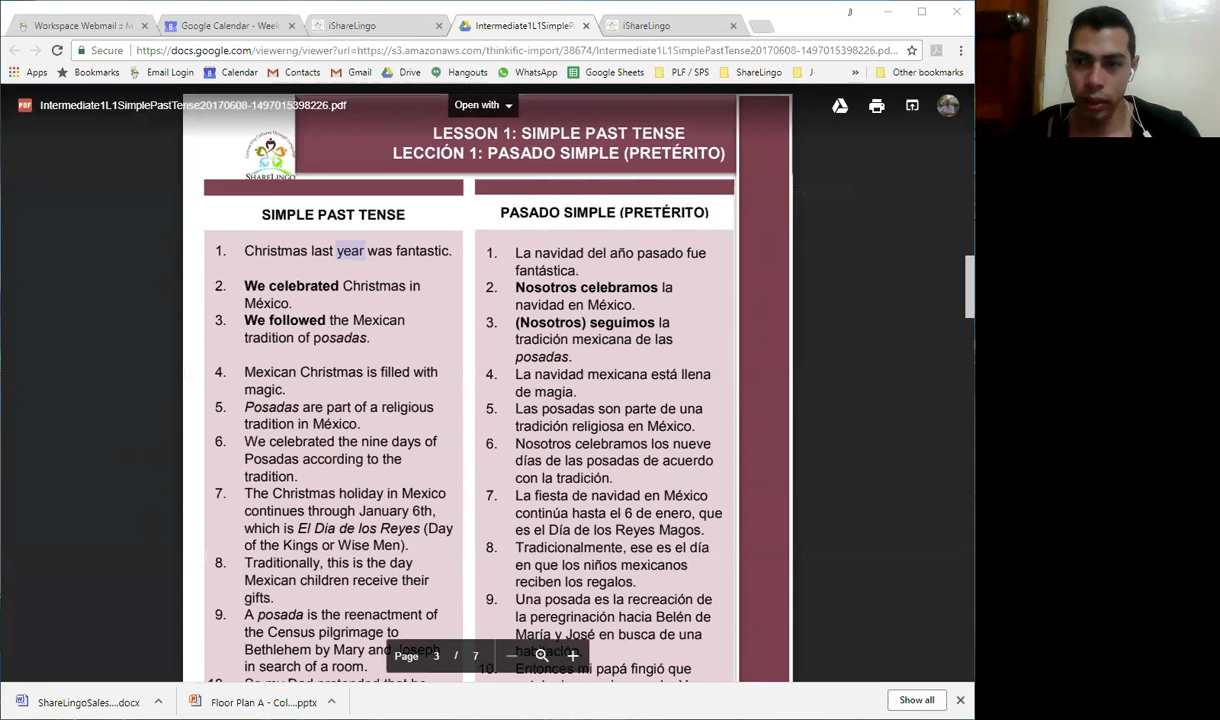 Workspace Webmail :: M
Google Calendar - Week
iShareLingo
Intermediate1L1SimpleP
iShareLingo
Secure
https://docs.google.com/viewerng/viewer?url=https://s3.amazonaws.com/thinkific-import/38674/Intermediate1L1SimplePastTense20170608-1497015398226.pd...
Apps
Bookmarks
Email Login
Calendar
Contacts
Gmail
Drive
Hangouts
WhatsApp
Google Sheets
PLF / SPS
ShareLingo
J
»
Other bookmarks
PDF
Intermediate1L1SimplePastTense20170608-1497015398226.pdf
Open with
LESSON 1: SIMPLE PAST TENSE
LECCIÓN 1: PASADO SIMPLE (PRETÉRITO)
SHARELINGO
SIMPLE PAST TENSE
1. Christmas last year was fantastic.
2. We celebrated Christmas in
México.
3. We followed the Mexican
tradition of posadas.
4. Mexican Christmas is filled with
magic.
5. Posadas are part of a religious
tradition in México.
6. We celebrated the nine days of
Posadas according to the
tradition.
7. The Christmas holiday in Mexico
continues through January 6th,
which is El Dia de los Reyes (Day
of the Kings or Wise Men).
8. Traditionally, this is the day
Mexican children receive their
gifts.
9. A posada is the reenactment of
the Census pilgrimage to
Bethlehem by Mary and Joseph
in search of a room.
PASADO SIMPLE (PRETÉRITO)
1. La navidad del año pasado fue
fantástica.
2. Nosotros celebramos la
navidad en México.
3. (Nosotros) seguimos la
tradición mexicana de las
posadas.
4. La navidad mexicana está llena
de magia.
5. Las posadas son parte de una
tradición religiosa en México.
6. Nosotros celebramos los nueve
días de las posadas de acuerdo
con la tradición.
7. La fiesta de navidad en México
continúa hasta el 6 de enero, que
es el Día de los Reyes Magos.
8. Tradicionalmente, ese es el día
en que los niños mexicanos
reciben los regalos.
9. Una posada es la recreación de
la peregrinación hacia Belén de
María y José en busca de una
habitación.
10. Entonces mi papá fingió que
Page 3 / 7
ShareLingoSales....docx
Floor Plan A - Col....pptx
Show all